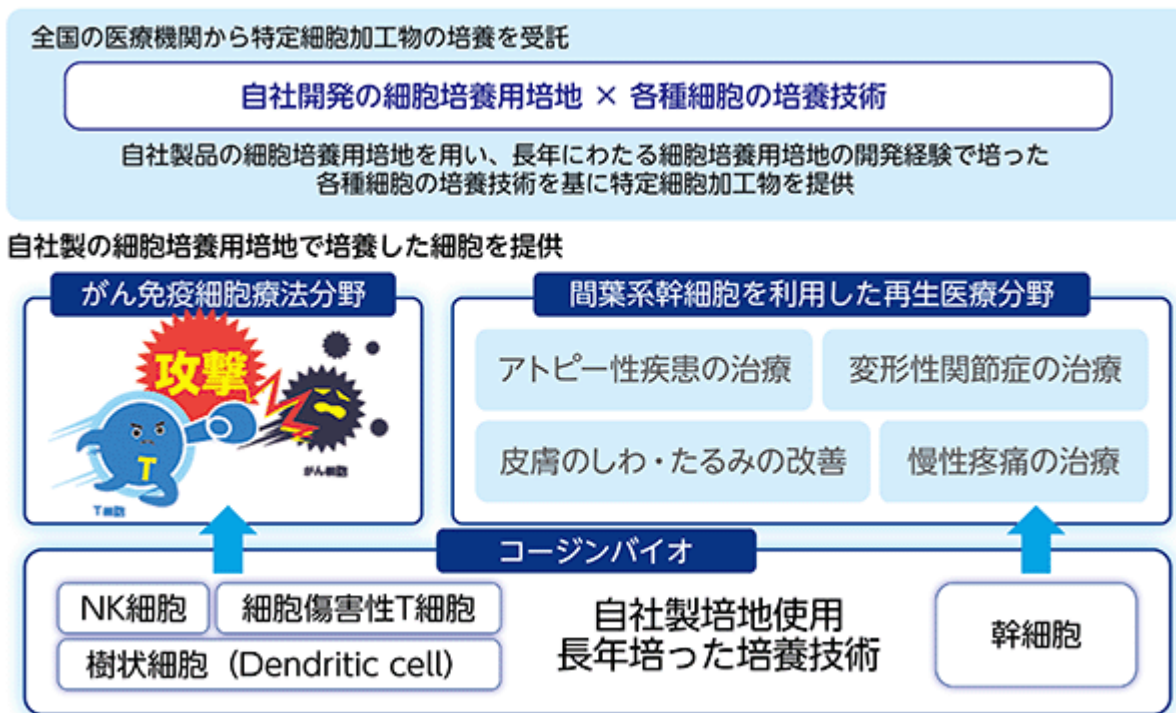 全国の医療機関から特定細胞加工物の培養を受託
自社開発の細胞培養用培地 × 各種細胞の培養技術
自社製品の細胞培養用培地を用い、長年にわたる細胞培養用培地の開発経験で培った
各種細胞の培養技術を基に特定細胞加工物を提供
自社製の細胞培養用培地で培養した細胞を提供
がん免疫細胞療法分野
攻撃
T
T細胞
がん細胞
間葉系幹細胞を利用した再生医療分野
アトピー性疾患の治療
変形性関節症の治療
皮膚のしわ・たるみの改善
慢性疼痛の治療
コージンバイオ
NK細胞
細胞傷害性T細胞
樹状細胞（Dendritic cell）
自社製培地使用
長年培った培養技術
幹細胞